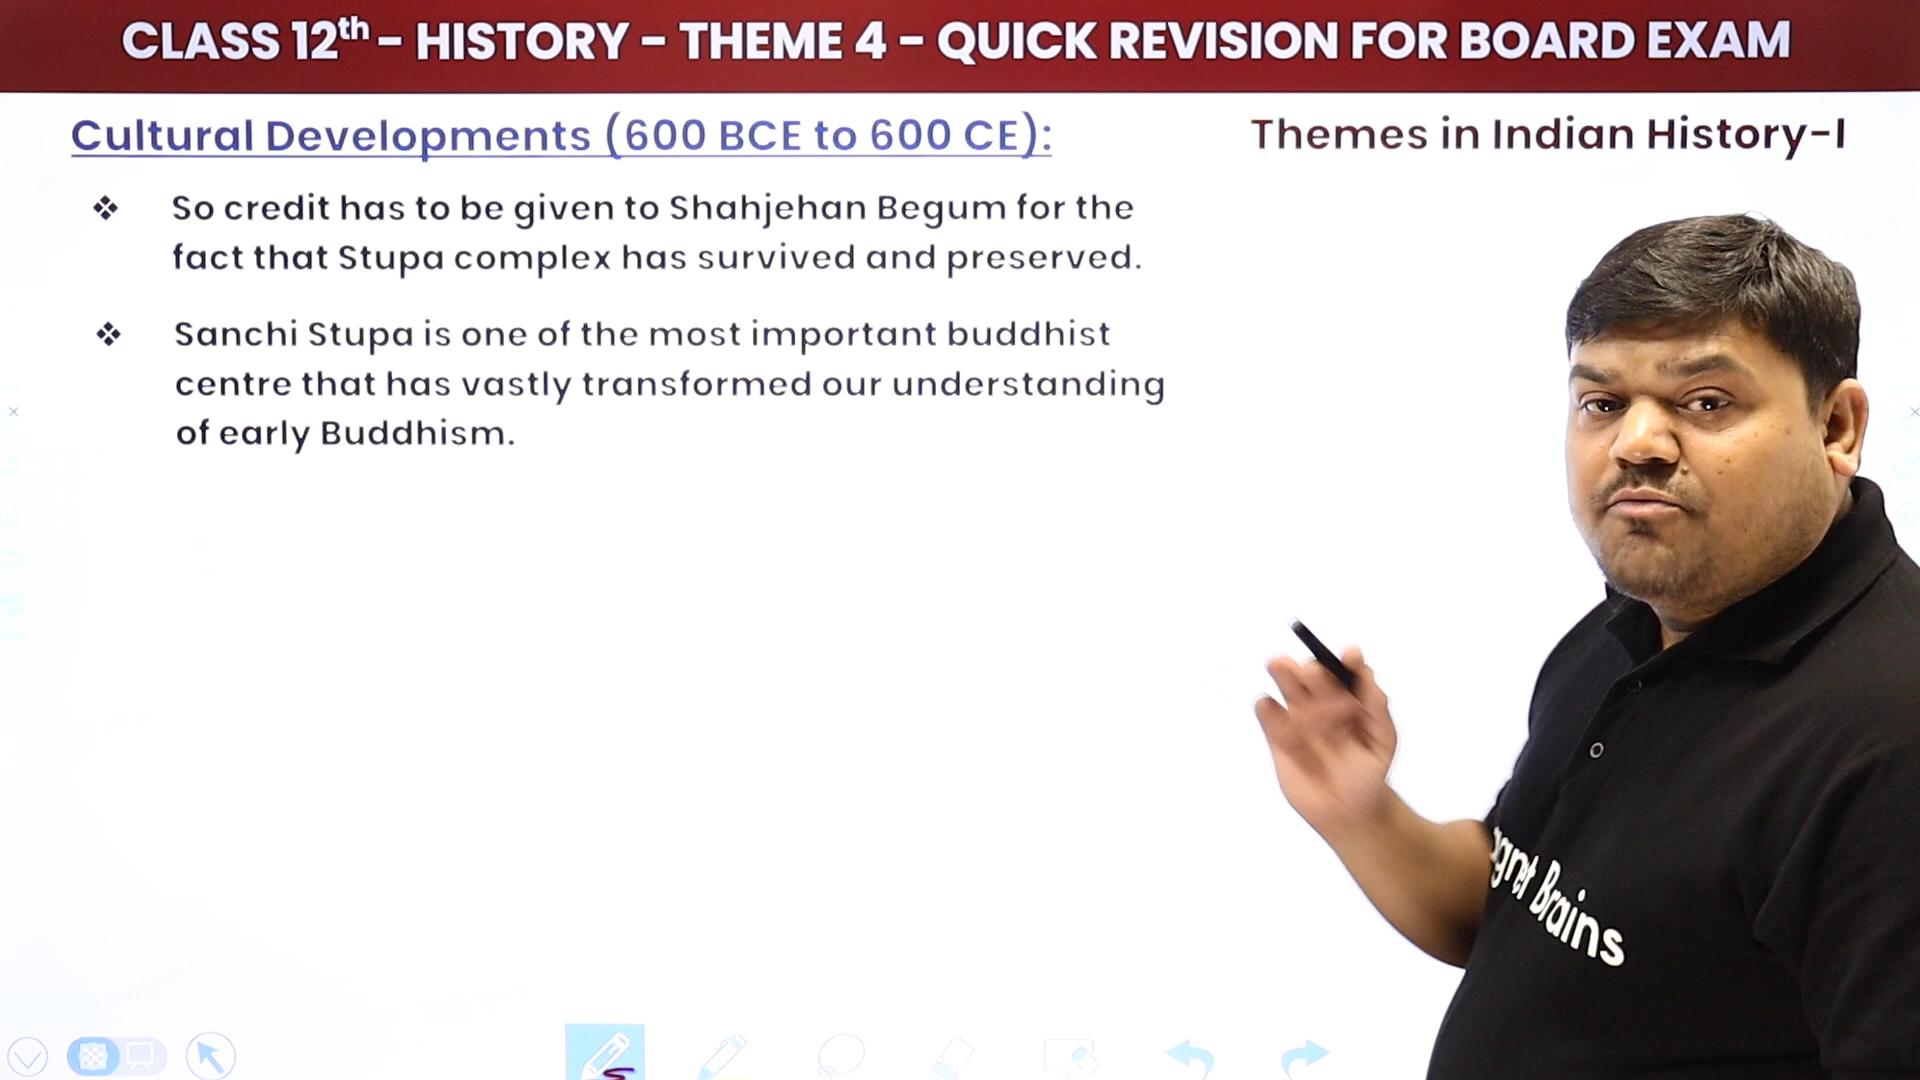 CLASS 12th - HISTORY - THEME 4 - QUICK REVISION FOR BOARD EXAM
Cultural Developments (600 BCE to 600 CE):
Themes in Indian History-I
❖ So credit has to be given to Shahjehan Begum for the
fact that Stupa complex has survived and preserved.
❖ Sanchi Stupa is one of the most important buddhist
centre that has vastly transformed our understanding
of early Buddhism.
Brains